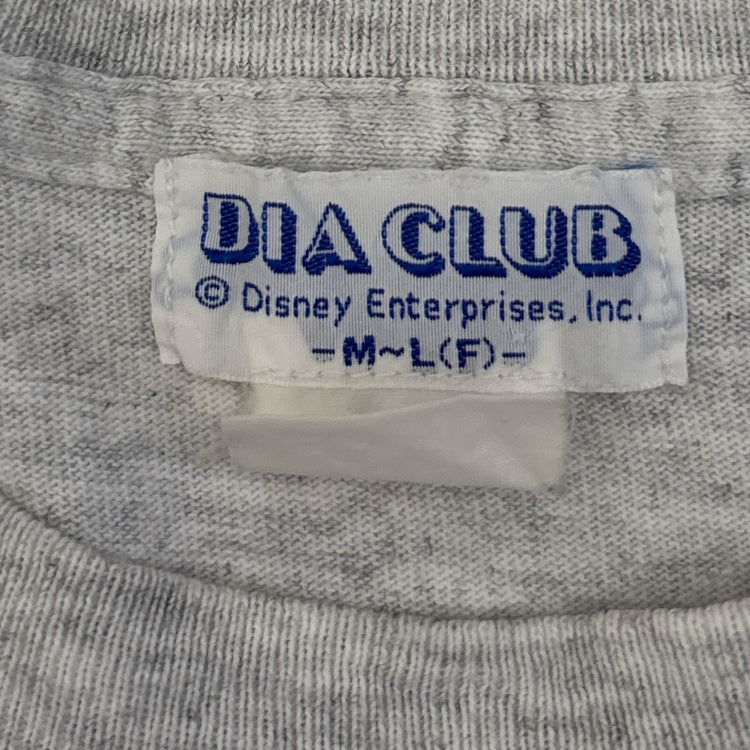 DIA CLUB
© Disney Enterprises, Inc.
-M~L(F)-